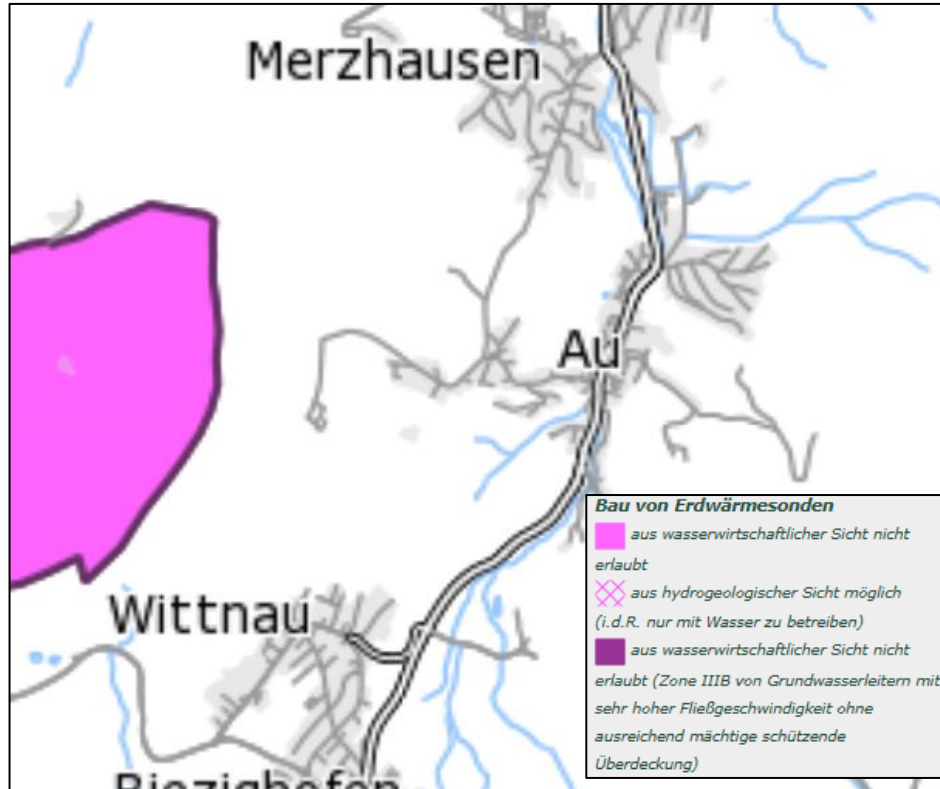 Merzhausen
Au
Bau von Erdwärmesonden
aus wasserwirtschaftlicher Sicht nicht
erlaubt
aus hydrogeologischer Sicht möglich
(i.d.R. nur mit Wasser zu betreiben)
aus wasserwirtschaftlicher Sicht nicht
erlaubt (Zone IIIB von Grundwasserleitern mit
sehr hoher Fließgeschwindigkeit ohne
ausreichend mächtige schützende
Überdeckung)
Wittnau
Biezighofen